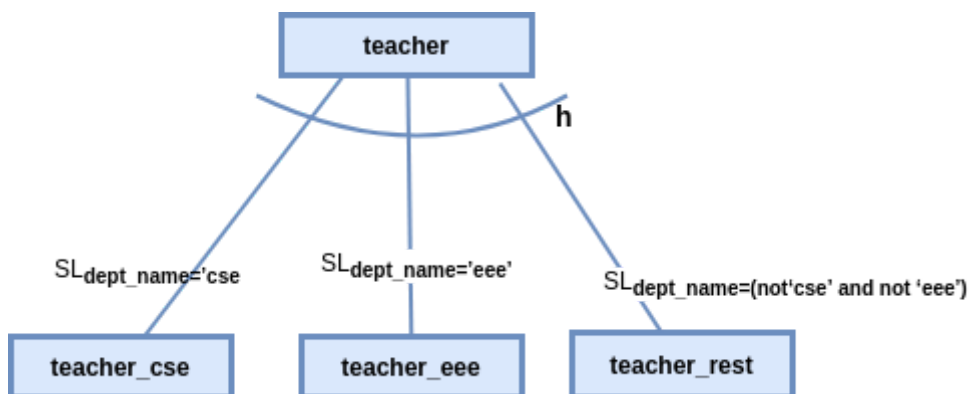 teacher
h
SLdept_name='cse
SLdept_name='eee'
SLdept_name=(not‘cse’ and not ‘eee’)
teacher_cse
teacher_eee
teacher_rest